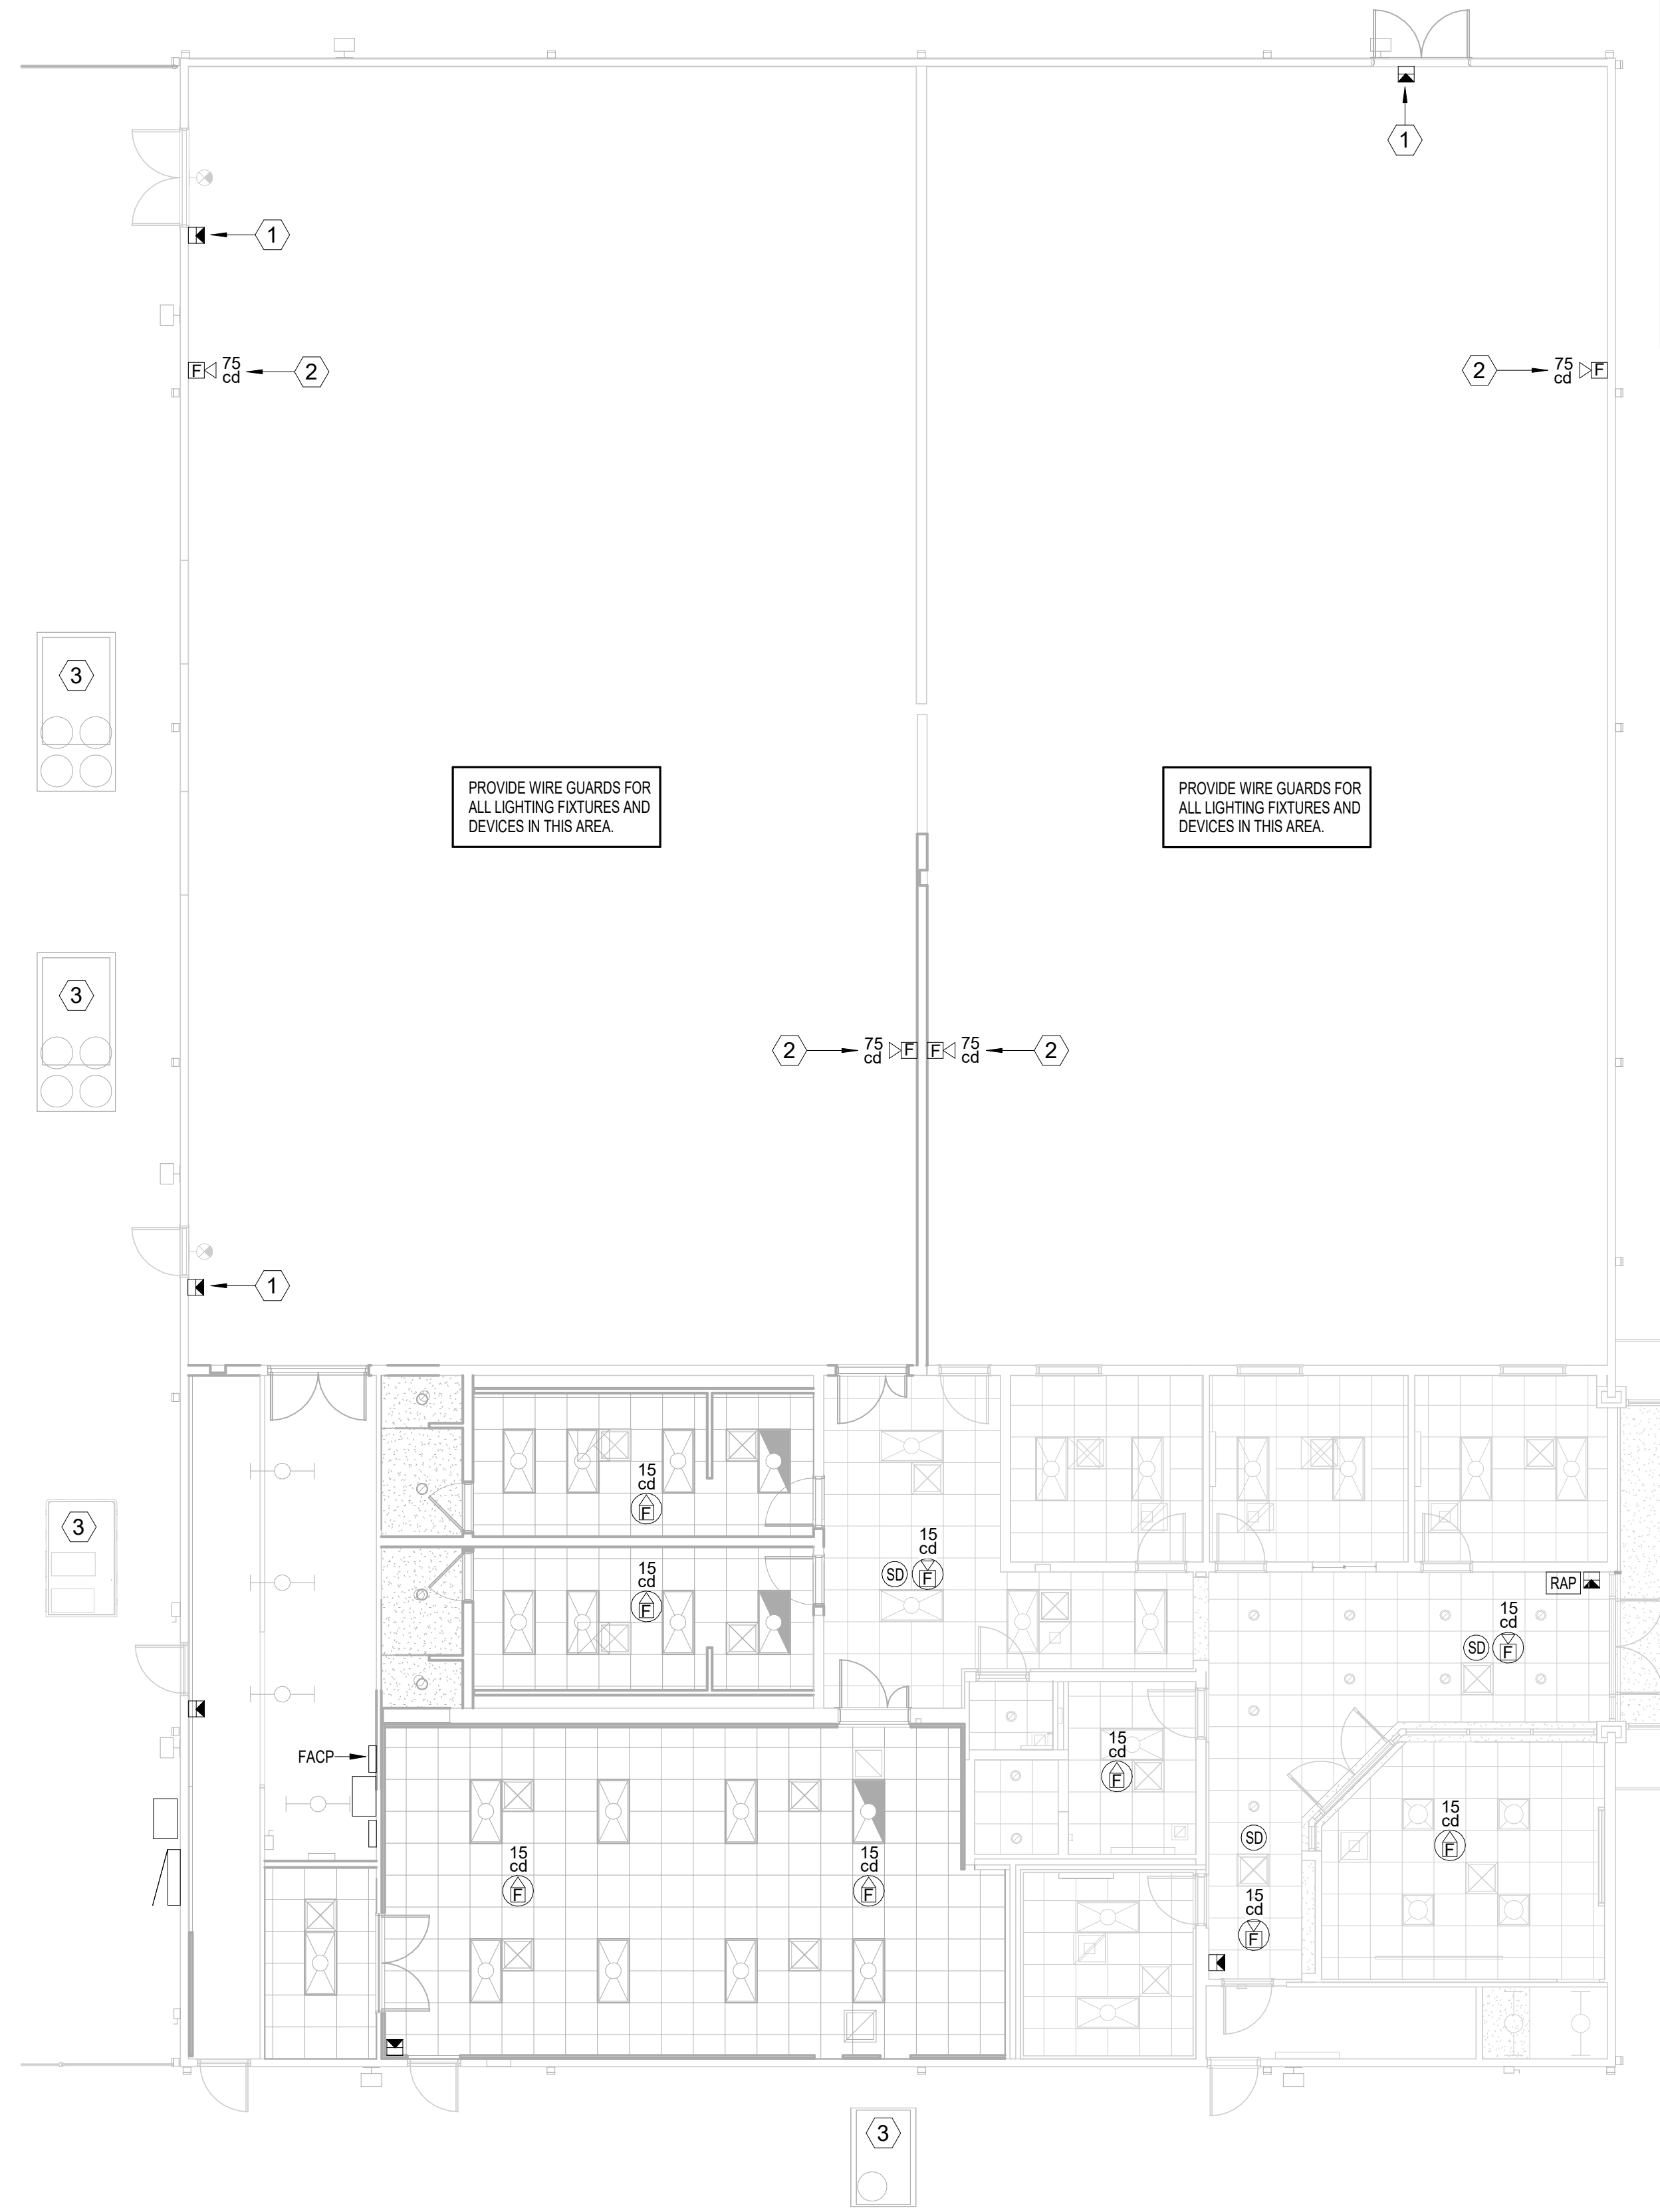 1
1
F
75
cd
2
2
75
cd
F
3
PROVIDE WIRE GUARDS FOR
ALL LIGHTING FIXTURES AND
DEVICES IN THIS AREA.
PROVIDE WIRE GUARDS FOR
ALL LIGHTING FIXTURES AND
DEVICES IN THIS AREA.
3
2
75
cd
F
F
75
cd
2
1
15
cd
F
3
15
cd
SD
F
15
cd
F
RAP
15
cd
SD
F
FACP
15
cd
F
15
cd
F
SD
15
cd
F
15
cd
F
15
cd
F
3